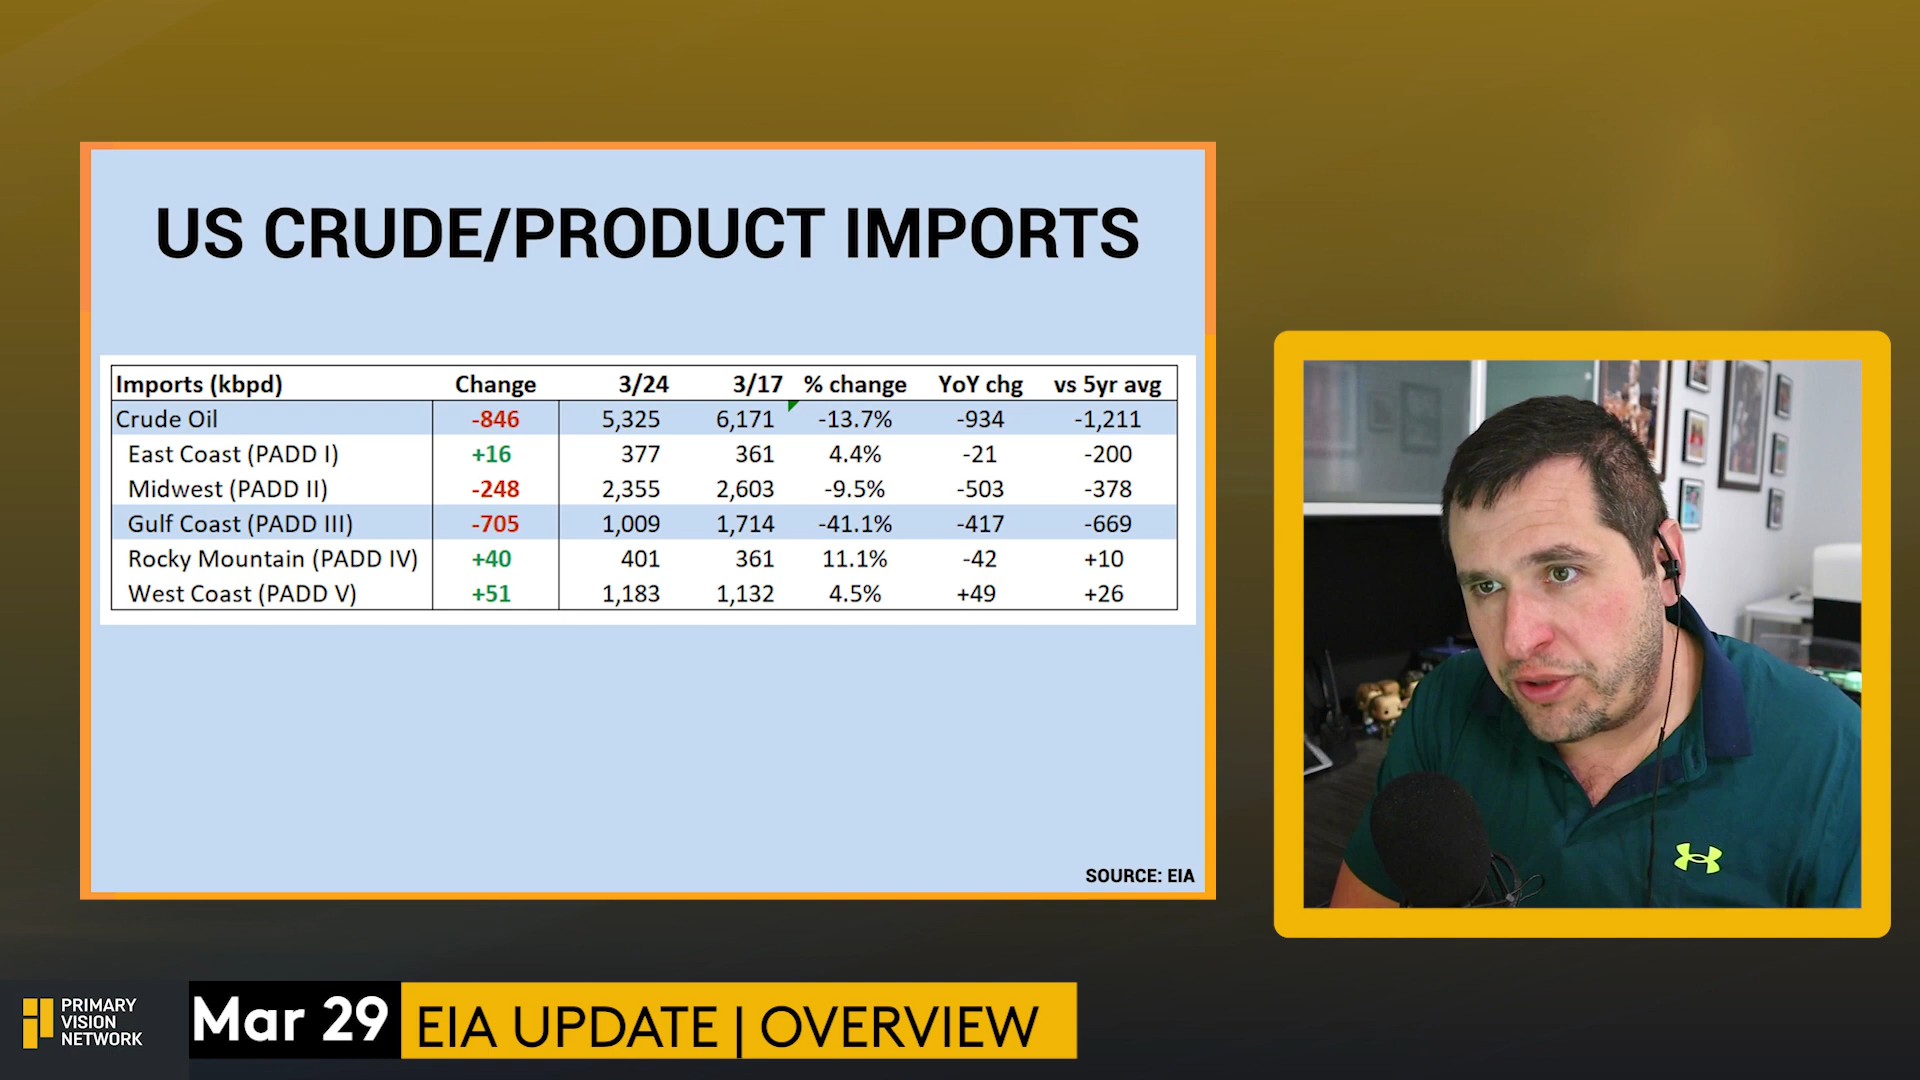 US CRUDE/PRODUCT IMPORTS
Imports (kbpd) Change 3/24 3/17 % change YoY chg vs 5yr avg
Crude Oil -846 5,325 6,171 -13.7% -934 -1,211
East Coast (PADD I) +16 377 361 4.4% -21 -200
Midwest (PADD II) -248 2,355 2,603 -9.5% -503 -378
Gulf Coast (PADD III) -705 1,009 1,714 -41.1% -417 -669
Rocky Mountain (PADD IV) +40 401 361 11.1% -42 +10
West Coast (PADD V) +51 1,183 1,132 4.5% +49 +26
SOURCE: EIA
PRIMARY
VISION
NETWORK
Mar 29
EIA UPDATE | OVERVIEW